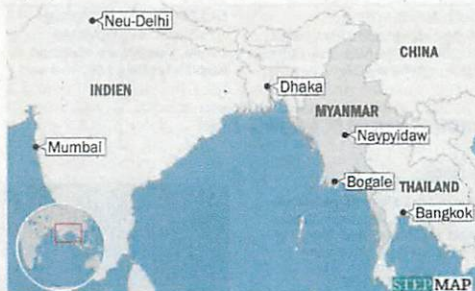 Neu-Delhi
CHINA
INDIEN
Dhaka
MYANMAR
Mumbai
Naypyidaw
Bogale
THAILAND
Bangkok
STEPMAP